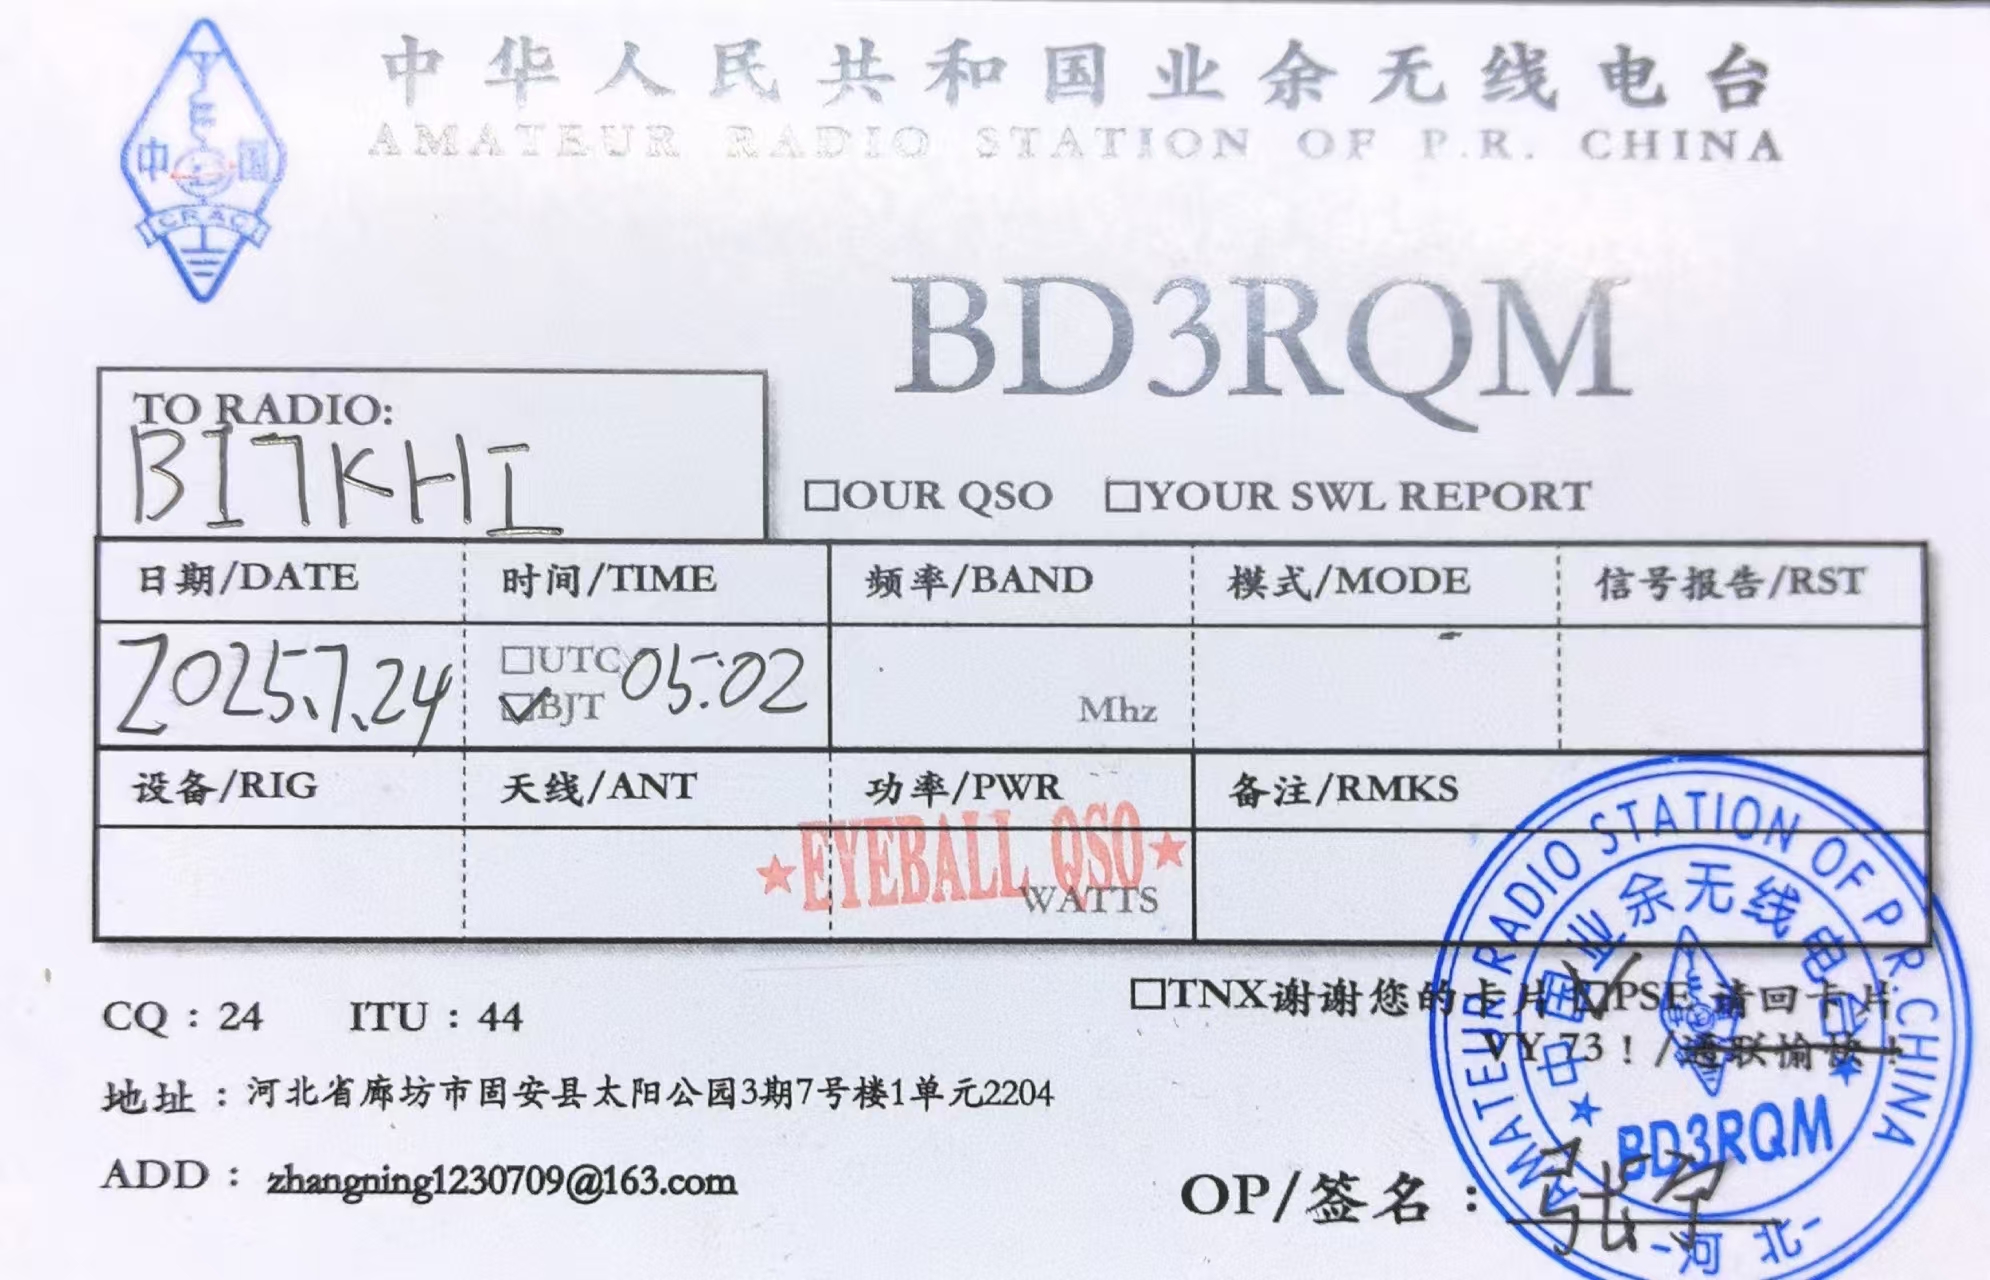 中华人民共和国业余无线电台
AMATEUR RADIO STATION OF P.R. CHINA
中 国
CRAC
BD3RQM
TO RADIO:
BI7KHI
□OUR QSO □YOUR SWL REPORT
日期/DATE 时间/TIME 频率/BAND 模式/MODE 信号报告/RST
2025.7.24 □UTC ☑BJT 05:02 Mhz
设备/RIG 天线/ANT 功率/PWR 备注/RMKS
★EYEBALL QSO★
WATTS
CQ：24 ITU：44
□TNX谢谢您的卡片 ☑PSE 请回卡片
VY 73！/通联愉快！
地址：河北省廊坊市固安县太阳公园3期7号楼1单元2204
ADD：zhangning1230709@163.com
OP/签名：张宁
AMATEUR RADIO STATION OF P.R.CHINA
★中国业余无线电台★
BD3RQM
-河北-